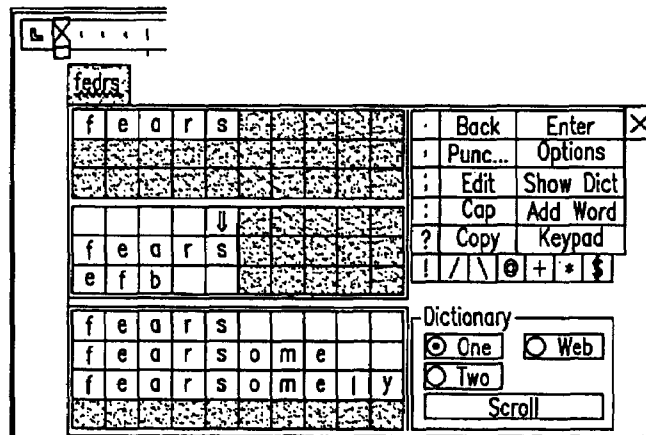 fedrs
f e a r s
. Back Enter X
, Punc... Options
; Edit Show Dict
: Cap Add Word
? Copy Keypad
! / \ @ + * $
⇓
f e a r s
e f b
f e a r s
f e a r s o m e
f e a r s o m e l y
Dictionary
One Web
Two
Scroll